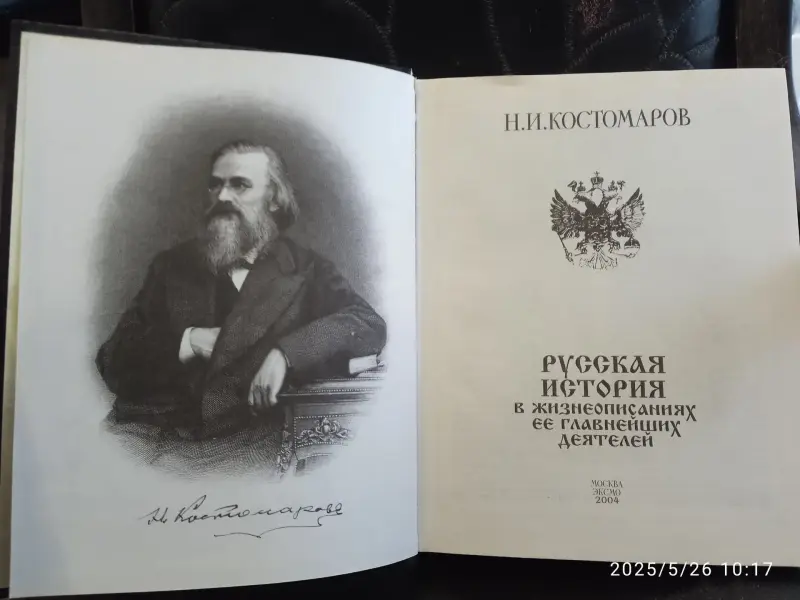 Н. Костомаровъ
Н.И.КОСТОМАРОВ
РУССКАЯ
ИСТОРИЯ
В ЖИЗНЕОПИСАНИЯХ
ЕЕ ГЛАВНЕЙШИХ
ДЕЯТЕЛЕЙ
МОСКВА
ЭКСМО
2004
2025/5/26 10:17